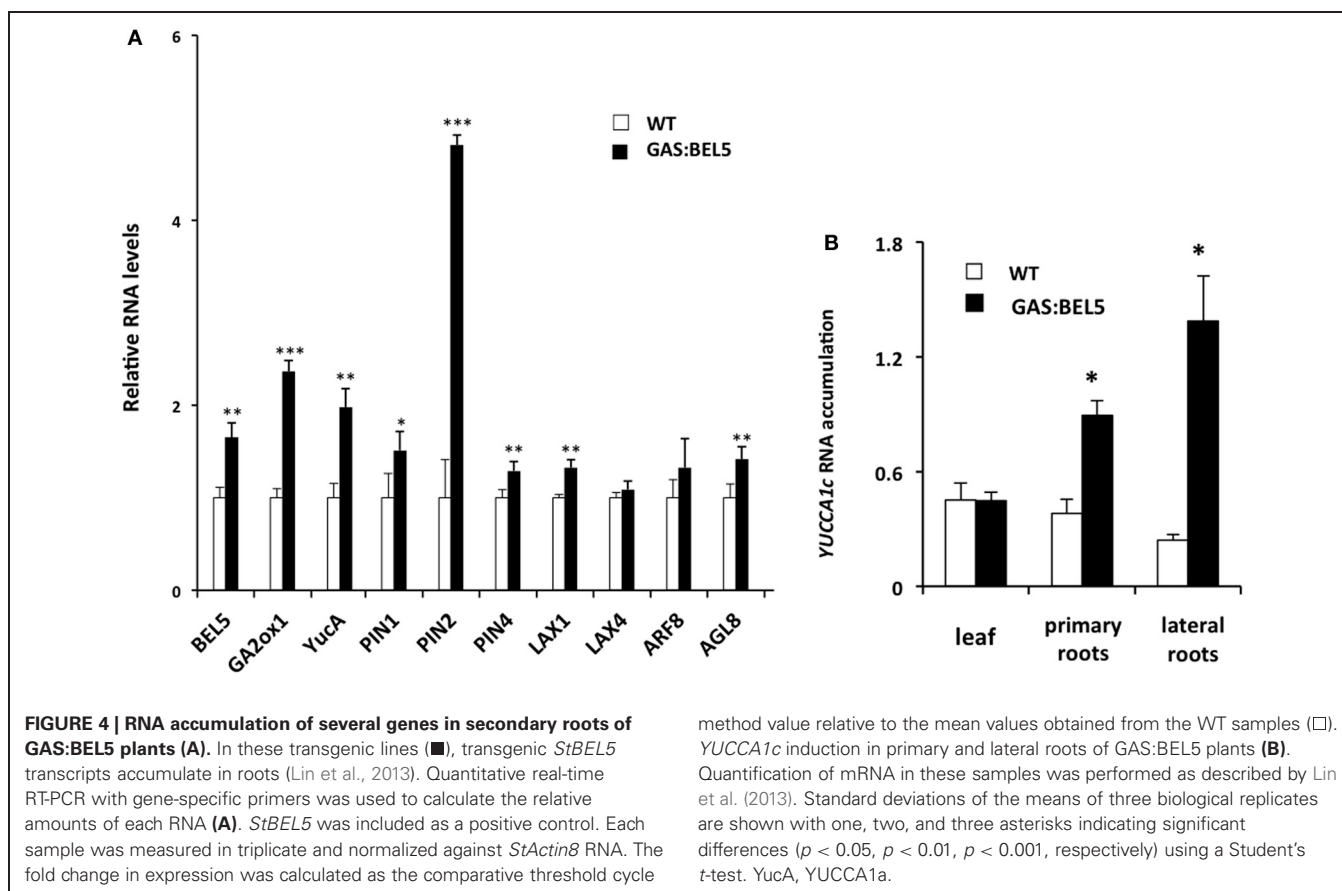 A
6
4
2
0
Relative RNA levels
***
**
***
**
*
**
**
**
WT
GAS:BEL5
BEL5
GA2ox1
YucA
PIN1
PIN2
PIN4
LAX1
LAX4
ARF8
AGL8
B
1.8
1.2
0.6
0
YUCCA1c RNA accumulation
WT
GAS:BEL5
*
*
leaf
primary
roots
lateral
roots
FIGURE 4 | RNA accumulation of several genes in secondary roots of
GAS:BEL5 plants (A). In these transgenic lines (■), transgenic StBEL5
transcripts accumulate in roots (Lin et al., 2013). Quantitative real-time
RT-PCR with gene-specific primers was used to calculate the relative
amounts of each RNA (A). StBEL5 was included as a positive control. Each
sample was measured in triplicate and normalized against StActin8 RNA. The
fold change in expression was calculated as the comparative threshold cycle
method value relative to the mean values obtained from the WT samples (□).
YUCCA1c induction in primary and lateral roots of GAS:BEL5 plants (B).
Quantification of mRNA in these samples was performed as described by Lin
et al. (2013). Standard deviations of the means of three biological replicates
are shown with one, two, and three asterisks indicating significant
differences (p < 0.05, p < 0.01, p < 0.001, respectively) using a Student's
t-test. YucA, YUCCA1a.